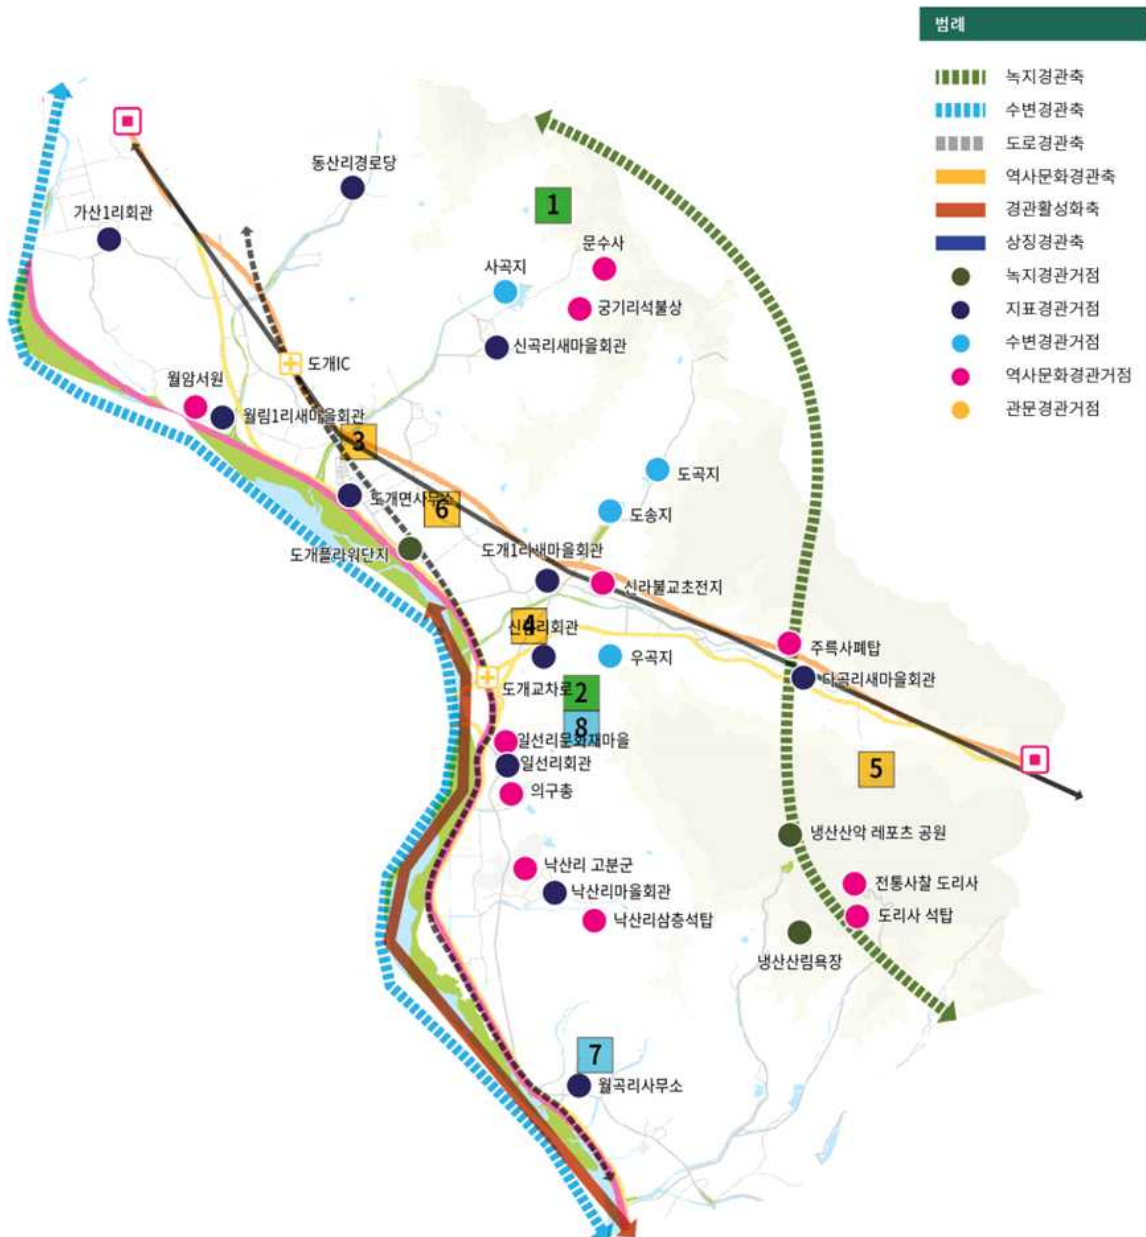 범례
녹지경관축
수변경관축
도로경관축
역사문화경관축
경관활성화축
상징경관축
녹지경관거점
지표경관거점
수변경관거점
역사문화경관거점
관문경관거점
동산리경로당
가산1리회관
1
문수사
사곡지
궁기리석불상
신곡리새마을회관
도개IC
월암서원
월림1리새마을회관
3
도곡지
도개면사무소
6
도송지
도개플라워단지
도개1리새마을회관
신라불교초전지
4
주륵사폐탑
우곡지
다곡리새마을회관
도개교차로
2
8
일선리문화재마을
일선리회관
5
의구총
냉산산악 레포츠 공원
낙산리 고분군
전통사찰 도리사
낙산리마을회관
도리사 석탑
낙산리삼층석탑
냉산산림욕장
7
월곡리사무소